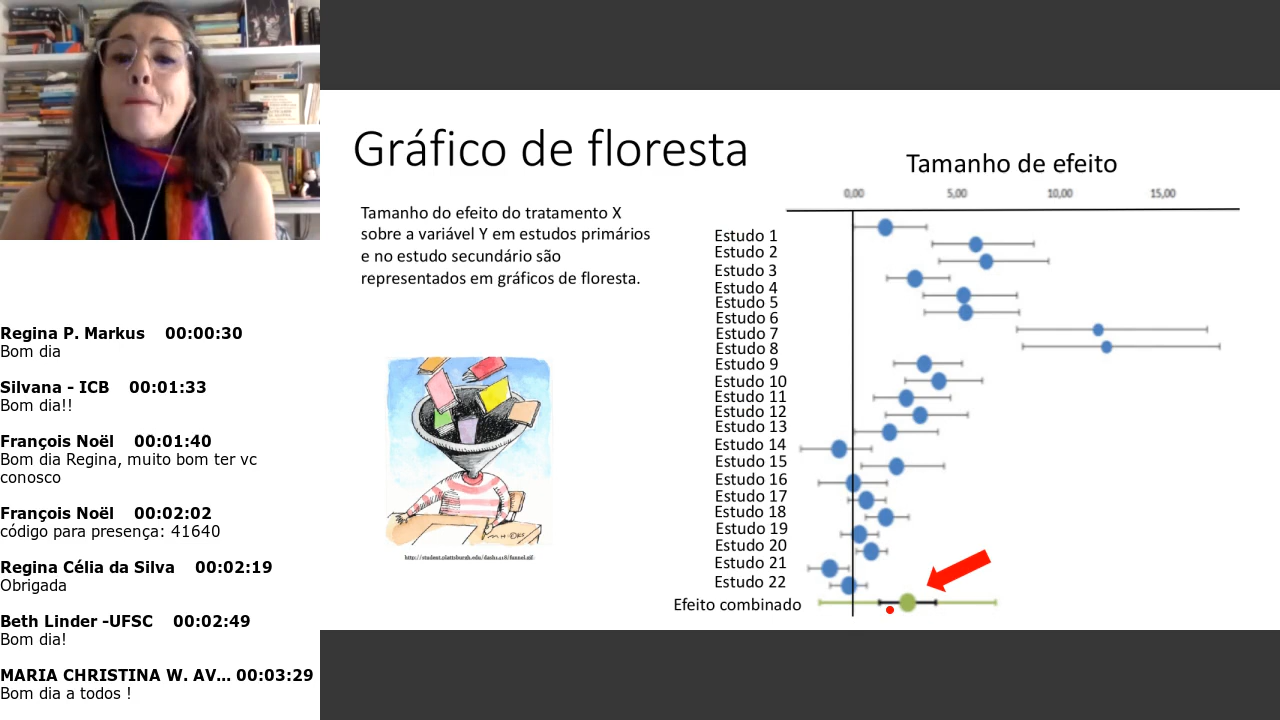 Regina P. Markus 00:00:30
Bom dia
Silvana - ICB 00:01:33
Bom dia!!
François Noël 00:01:40
Bom dia Regina, muito bom ter vc
conosco
François Noël 00:02:02
código para presença: 41640
Regina Célia da Silva 00:02:19
Obrigada
Beth Linder -UFSC 00:02:49
Bom dia!
MARIA CHRISTINA W. AV... 00:03:29
Bom dia a todos !
Gráfico de floresta
Tamanho do efeito do tratamento X
sobre a variável Y em estudos primários
e no estudo secundário são
representados em gráficos de floresta.
Tamanho de efeito
0,00 5,00 10,00 15,00
Estudo 1
Estudo 2
Estudo 3
Estudo 4
Estudo 5
Estudo 6
Estudo 7
Estudo 8
Estudo 9
Estudo 10
Estudo 11
Estudo 12
Estudo 13
Estudo 14
Estudo 15
Estudo 16
Estudo 17
Estudo 18
Estudo 19
Estudo 20
Estudo 21
Estudo 22
Efeito combinado